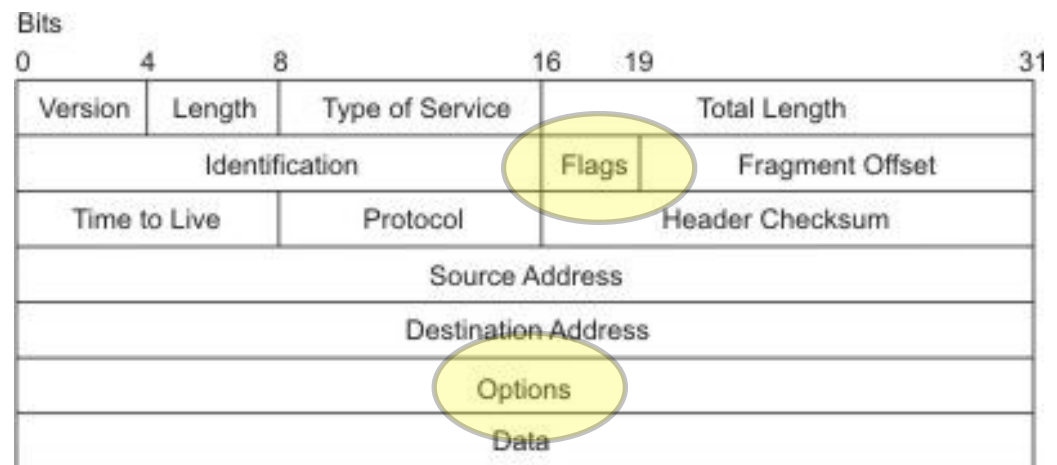 Bits
0 4 8 16 19 31
Version Length Type of Service Total Length
Identification Flags Fragment Offset
Time to Live Protocol Header Checksum
Source Address
Destination Address
Options
Data